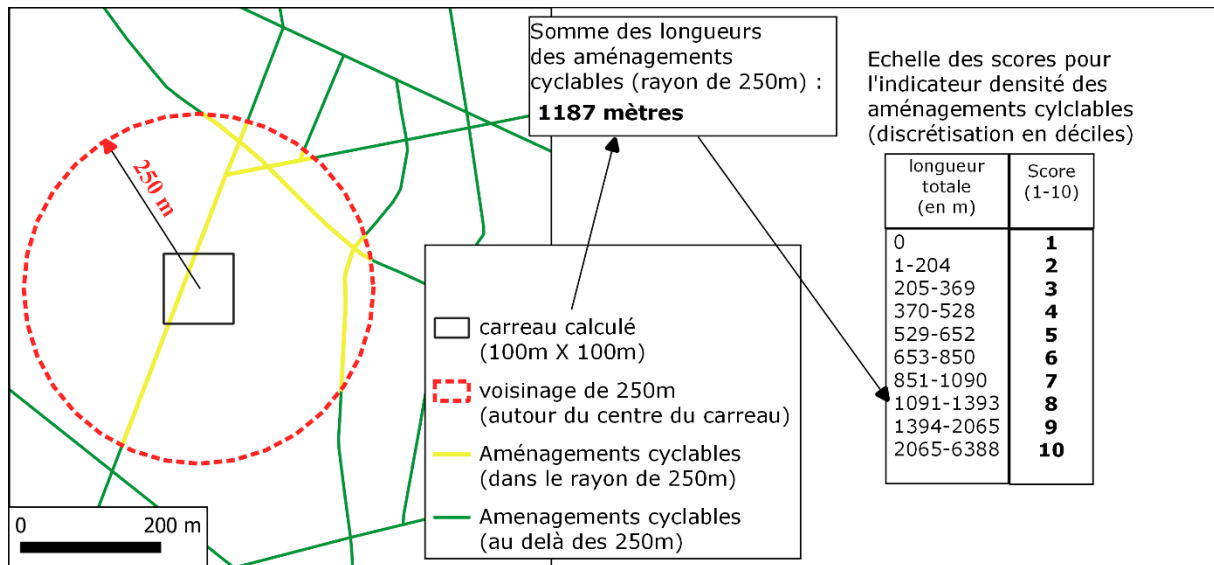 Somme des longueurs
des aménagements
cyclables (rayon de 250m) :
1187 mètres
Echelle des scores pour
l'indicateur densité des
aménagements cylclables
(discrétisation en déciles)
longueur
totale
(en m)
Score
(1-10)
0 1
1-204 2
205-369 3
370-528 4
529-652 5
653-850 6
851-1090 7
1091-1393 8
1394-2065 9
2065-6388 10
250 m
carreau calculé
(100m X 100m)
voisinage de 250m
(autour du centre du carreau)
Aménagements cyclables
(dans le rayon de 250m)
Amenagements cyclables
(au delà des 250m)
0 200 m